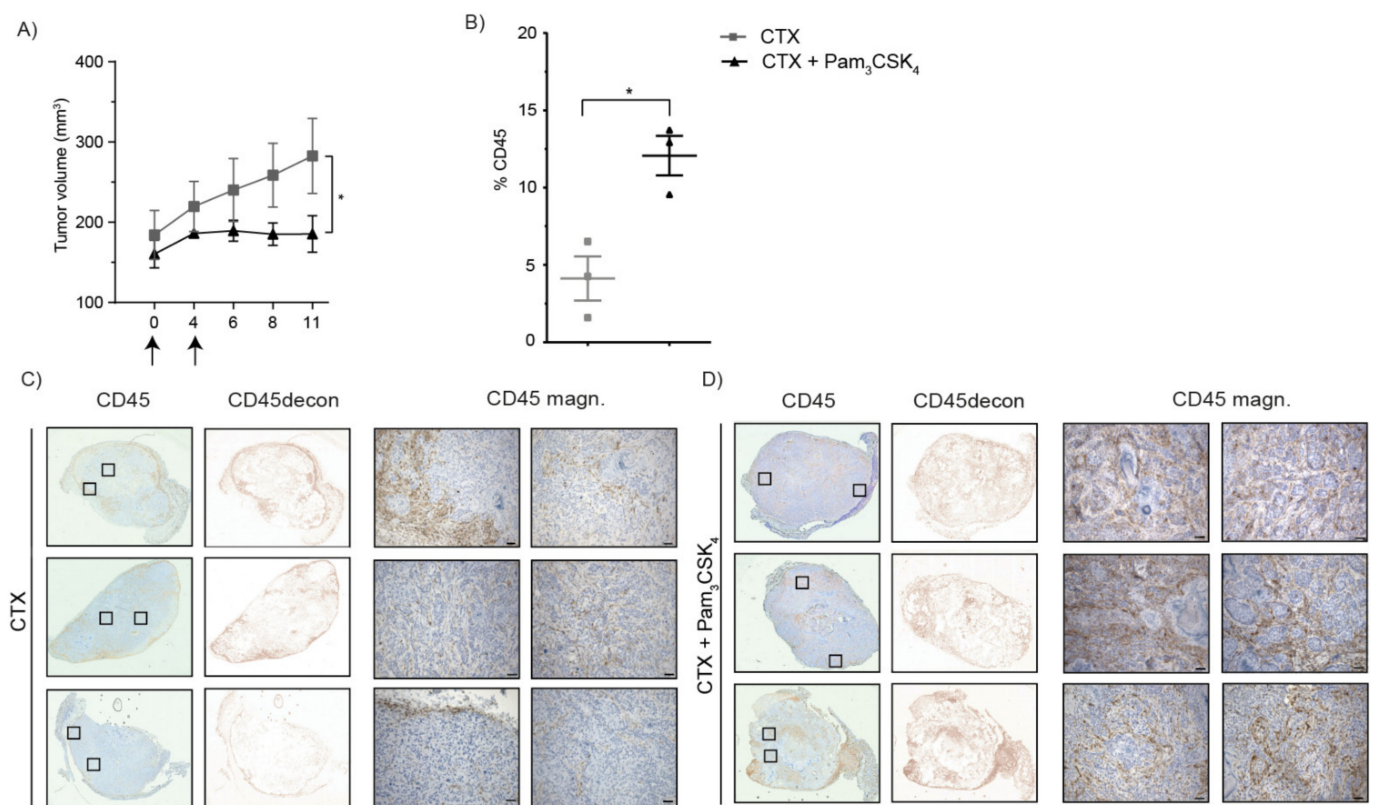 A)
Tumor volume (mm³)
400
300
200
100
*
0 4 6 8 11
B)
% CD45
20
15
10
5
0
*
CTX
CTX + Pam₃CSK₄
C)
CD45 CD45decon CD45 magn.
CTX
D)
CD45 CD45decon CD45 magn.
CTX + Pam₃CSK₄